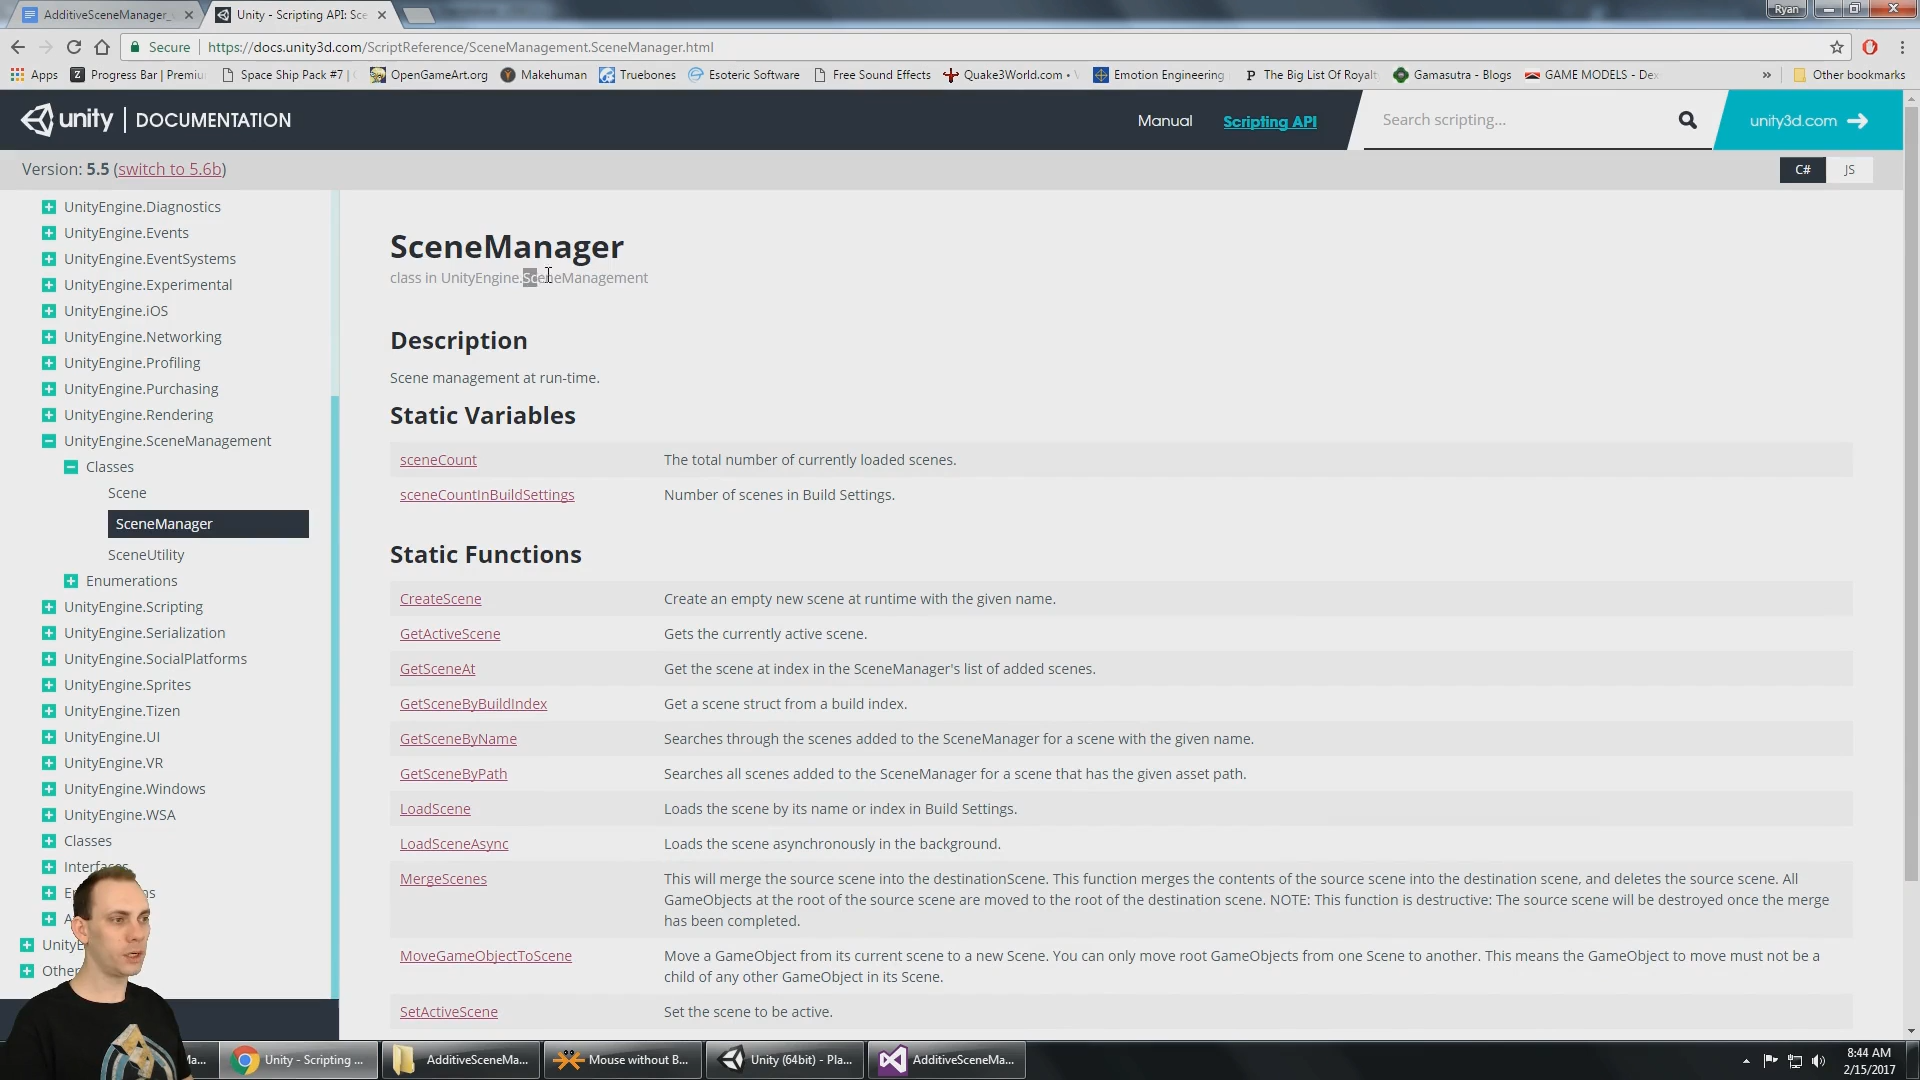 AdditiveSceneManager_
Unity - Scripting API: Sce
Ryan
Secure
https://docs.unity3d.com/ScriptReference/SceneManagement.SceneManager.html
Apps
Progress Bar | Premiu
Space Ship Pack #7 |
OpenGameArt.org
Makehuman
Truebones
Esoteric Software
Free Sound Effects
Quake3World.com •
Emotion Engineering
The Big List Of Royalt
Gamasutra - Blogs
GAME MODELS - De
Other bookmarks
unity | DOCUMENTATION
Manual
Scripting API
Search scripting...
unity3d.com
Version: 5.5 (switch to 5.6b)
C#
JS
UnityEngine.Diagnostics
UnityEngine.Events
UnityEngine.EventSystems
UnityEngine.Experimental
UnityEngine.iOS
UnityEngine.Networking
UnityEngine.Profiling
UnityEngine.Purchasing
UnityEngine.Rendering
UnityEngine.SceneManagement
Classes
Scene
SceneManager
SceneUtility
Enumerations
UnityEngine.Scripting
UnityEngine.Serialization
UnityEngine.SocialPlatforms
UnityEngine.Sprites
UnityEngine.Tizen
UnityEngine.UI
UnityEngine.VR
UnityEngine.Windows
UnityEngine.WSA
Classes
Interfaces
UnityE
Other
SceneManager
class in UnityEngine.SceneManagement
Description
Scene management at run-time.
Static Variables
sceneCount
The total number of currently loaded scenes.
sceneCountInBuildSettings
Number of scenes in Build Settings.
Static Functions
CreateScene
Create an empty new scene at runtime with the given name.
GetActiveScene
Gets the currently active scene.
GetSceneAt
Get the scene at index in the SceneManager's list of added scenes.
GetSceneByBuildIndex
Get a scene struct from a build index.
GetSceneByName
Searches through the scenes added to the SceneManager for a scene with the given name.
GetSceneByPath
Searches all scenes added to the SceneManager for a scene that has the given asset path.
LoadScene
Loads the scene by its name or index in Build Settings.
LoadSceneAsync
Loads the scene asynchronously in the background.
MergeScenes
This will merge the source scene into the destinationScene. This function merges the contents of the source scene into the destination scene, and deletes the source scene. All
GameObjects at the root of the source scene are moved to the root of the destination scene. NOTE: This function is destructive: The source scene will be destroyed once the merge
has been completed.
MoveGameObjectToScene
Move a GameObject from its current scene to a new Scene. You can only move root GameObjects from one Scene to another. This means the GameObject to move must not be a
child of any other GameObject in its Scene.
SetActiveScene
Set the scene to be active.
Ma...
Unity - Scripting ...
AdditiveSceneMa...
Mouse without B...
Unity (64bit) - Pla...
AdditiveSceneMa...
8:44 AM
2/15/2017